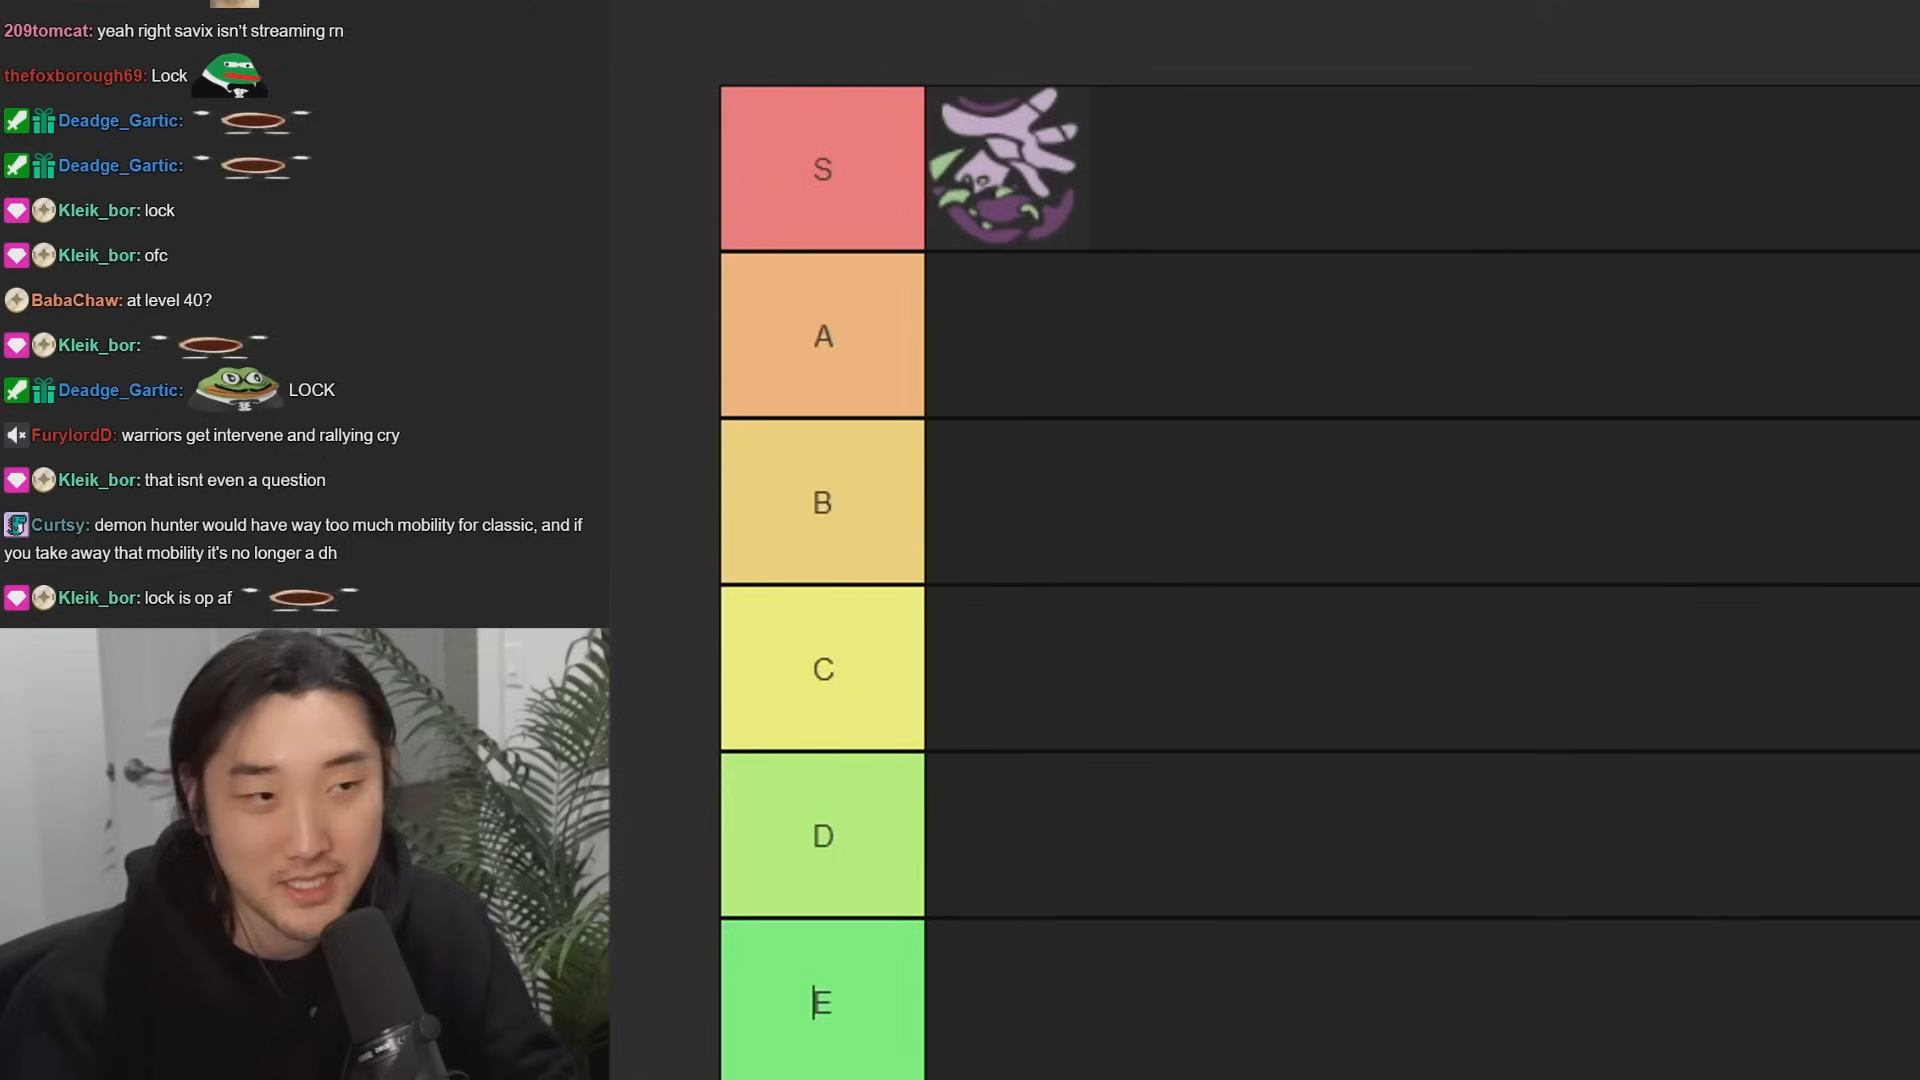 209tomcat: yeah right savix isn't streaming rn
thefoxborough69: Lock
Deadge_Gartic:
Deadge_Gartic:
Kleik_bor: lock
Kleik_bor: ofc
BabaChaw: at level 40?
Kleik_bor:
Deadge_Gartic: LOCK
FurylordD: warriors get intervene and rallying cry
Kleik_bor: that isnt even a question
Curtsy: demon hunter would have way too much mobility for classic, and if
you take away that mobility it's no longer a dh
Kleik_bor: lock is op af
S
A
B
C
D
E